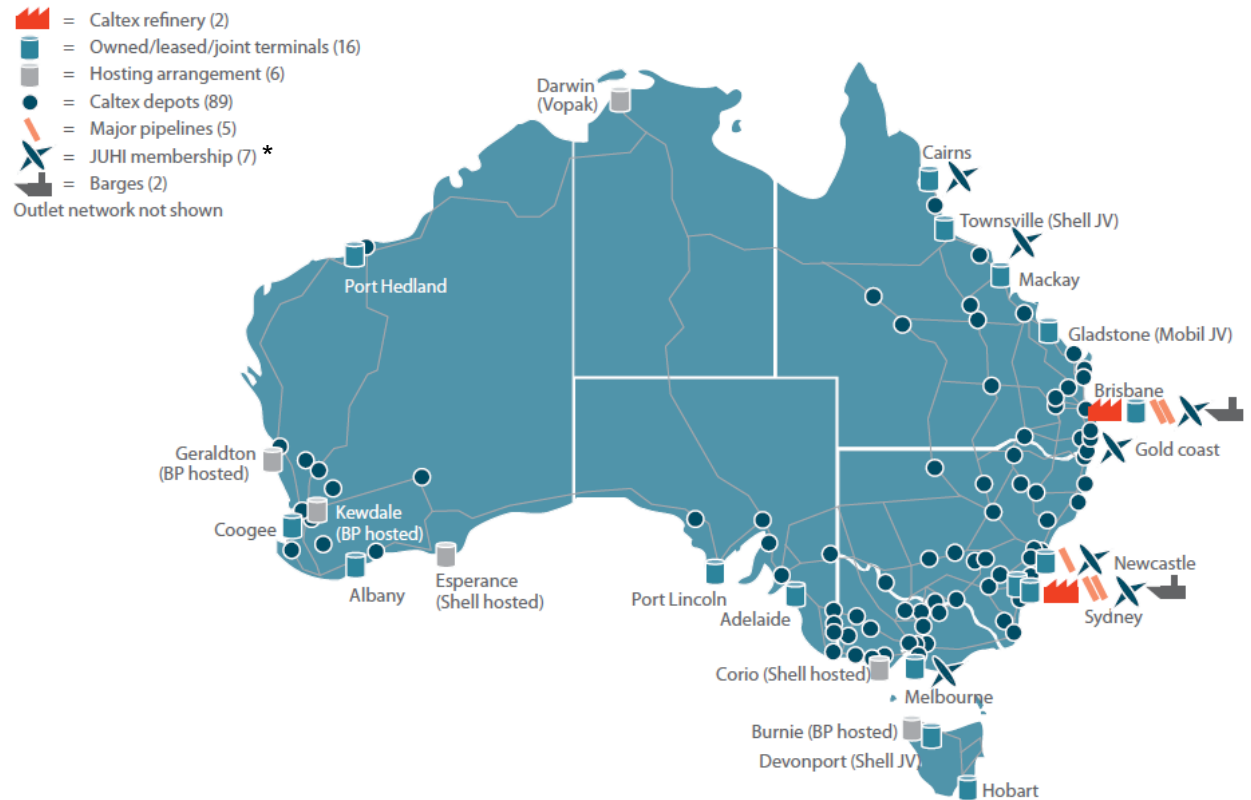 = Caltex refinery (2)
= Owned/leased/joint terminals (16)
= Hosting arrangement (6)
= Caltex depots (89)
= Major pipelines (5)
= JUHI membership (7) *
= Barges (2)
Outlet network not shown
Darwin
(Vopak)
Cairns
Townsville (Shell JV)
Mackay
Port Hedland
Gladstone (Mobil JV)
Brisbane
Gold coast
Geraldton
(BP hosted)
Kewdale
(BP hosted)
Coogee
Albany
Esperance
(Shell hosted)
Port Lincoln
Adelaide
Newcastle
Sydney
Corio (Shell hosted)
Melbourne
Burnie (BP hosted)
Devonport (Shell JV)
Hobart